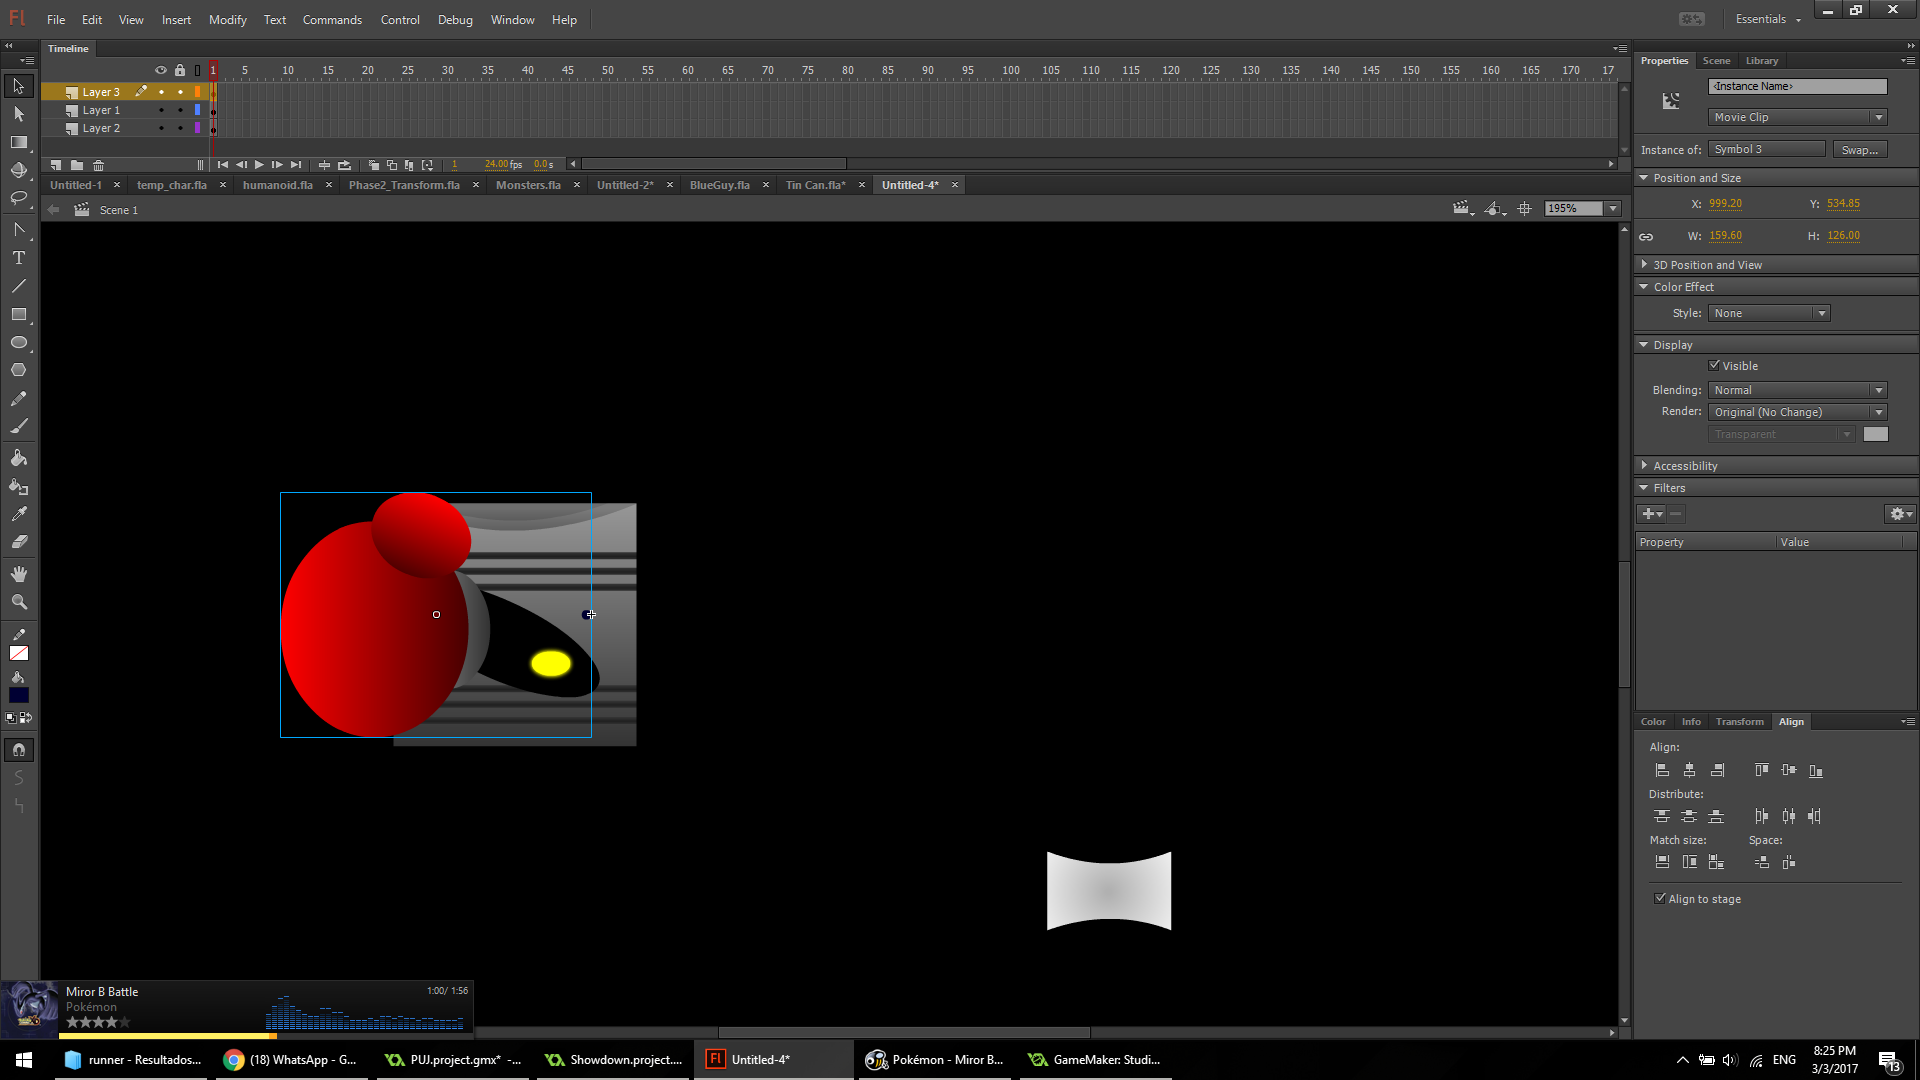 Fl File Edit View Insert Modify Text Commands Control Debug Window Help Essentials
Timeline
1 5 10 15 20 25 30 35 40 45 50 55 60 65 70 75 80 85 90 95 100 105 110 115 120 125 130 135 140 145 150 155 160 165 170 17
Layer 3
Layer 1
Layer 2
1 24.00 fps 0.0 s
Untitled-1 temp_char.fla humanoid.fla Phase2_Transform.fla Monsters.fla Untitled-2* BlueGuy.fla Tin Can.fla* Untitled-4*
Scene 1 195%
Properties Scene Library
<Instance Name>
Movie Clip
Instance of: Symbol 3 Swap...
Position and Size
X: 999.20 Y: 534.85
W: 159.60 H: 126.00
3D Position and View
Color Effect
Style: None
Display
Visible
Blending: Normal
Render: Original (No Change)
Transparent
Accessibility
Filters
Property Value
Color Info Transform Align
Align:
Distribute:
Match size: Space:
Align to stage
Miror B Battle 1:00/ 1:56
Pokémon
runner - Resultados... (18) WhatsApp - G... PUJ.project.gmx* -... Showdown.project.... Fl Untitled-4* Pokémon - Miror B... GameMaker: Studi... ENG
8:25 PM
3/3/2017
13